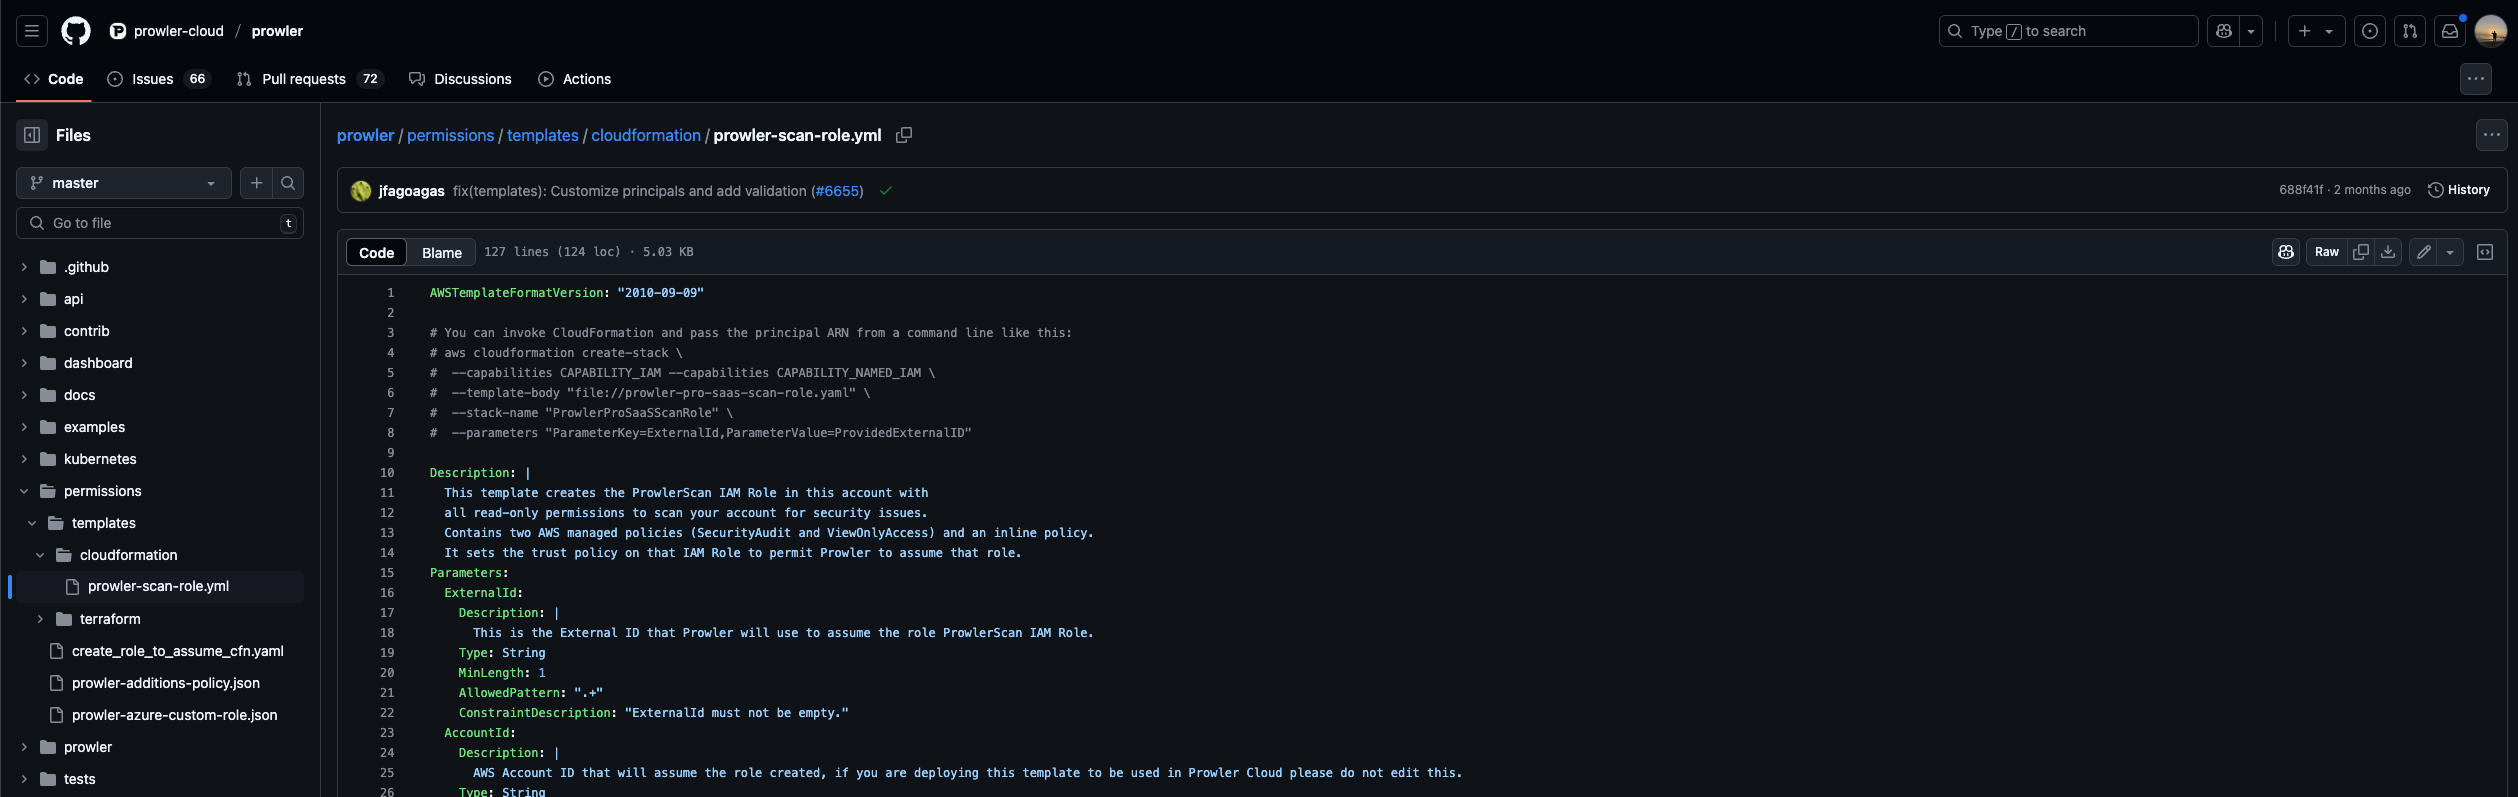 prowler-cloud / prowler
Type / to search
Code
Issues 66
Pull requests 72
Discussions
Actions
Files
master
Go to file
t
.github
api
contrib
dashboard
docs
examples
kubernetes
permissions
templates
cloudformation
prowler-scan-role.yml
terraform
create_role_to_assume_cfn.yaml
prowler-additions-policy.json
prowler-azure-custom-role.json
prowler
tests
prowler / permissions / templates / cloudformation / prowler-scan-role.yml
jfagoagas fix(templates): Customize principals and add validation (#6655)
688f41f · 2 months ago
History
Code
Blame
127 lines (124 loc) · 5.03 KB
Raw
1 AWSTemplateFormatVersion: "2010-09-09"
2
3 # You can invoke CloudFormation and pass the principal ARN from a command line like this:
4 # aws cloudformation create-stack \
5 #  --capabilities CAPABILITY_IAM --capabilities CAPABILITY_NAMED_IAM \
6 #  --template-body "file://prowler-pro-saas-scan-role.yaml" \
7 #  --stack-name "ProwlerProSaaSScanRole" \
8 #  --parameters "ParameterKey=ExternalId,ParameterValue=ProvidedExternalID"
9
10 Description: |
11   This template creates the ProwlerScan IAM Role in this account with
12   all read-only permissions to scan your account for security issues.
13   Contains two AWS managed policies (SecurityAudit and ViewOnlyAccess) and an inline policy.
14   It sets the trust policy on that IAM Role to permit Prowler to assume that role.
15 Parameters:
16   ExternalId:
17     Description: |
18       This is the External ID that Prowler will use to assume the role ProwlerScan IAM Role.
19     Type: String
20     MinLength: 1
21     AllowedPattern: ".+"
22     ConstraintDescription: "ExternalId must not be empty."
23   AccountId:
24     Description: |
25       AWS Account ID that will assume the role created, if you are deploying this template to be used in Prowler Cloud please do not edit this.
26     Type: String